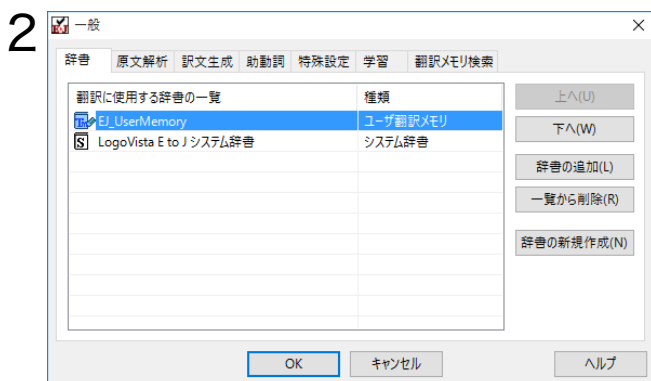 2
一般
辞書 原文解析 訳文生成 助動詞 特殊設定 学習 翻訳メモリ検索
翻訳に使用する辞書の一覧 種類
EJ_UserMemory ユーザ翻訳メモリ
LogoVista E to J システム辞書 システム辞書
上へ(U)
下へ(W)
辞書の追加(L)
一覧から削除(R)
辞書の新規作成(N)
OK キャンセル ヘルプ